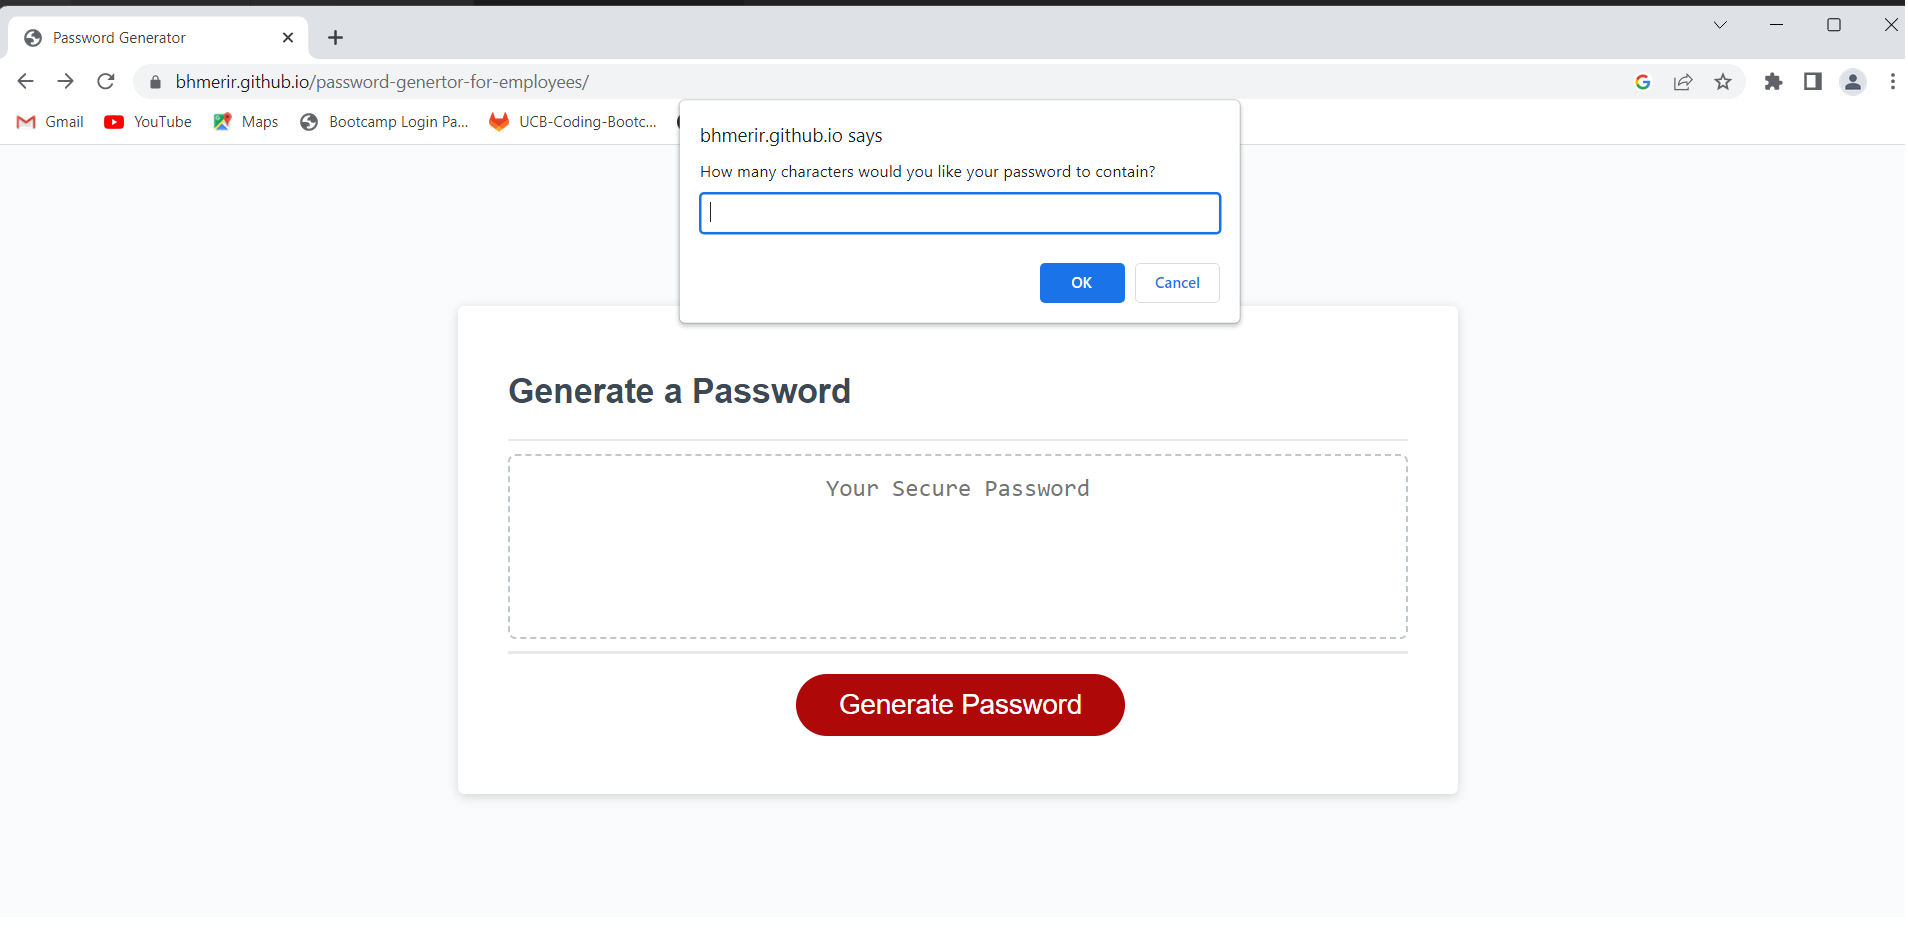 Password Generator
bhmerir.github.io/password-genertor-for-employees/
Gmail YouTube Maps Bootcamp Login Pa... UCB-Coding-Bootc...
bhmerir.github.io says
How many characters would you like your password to contain?
OK Cancel
Generate a Password
Your Secure Password
Generate Password